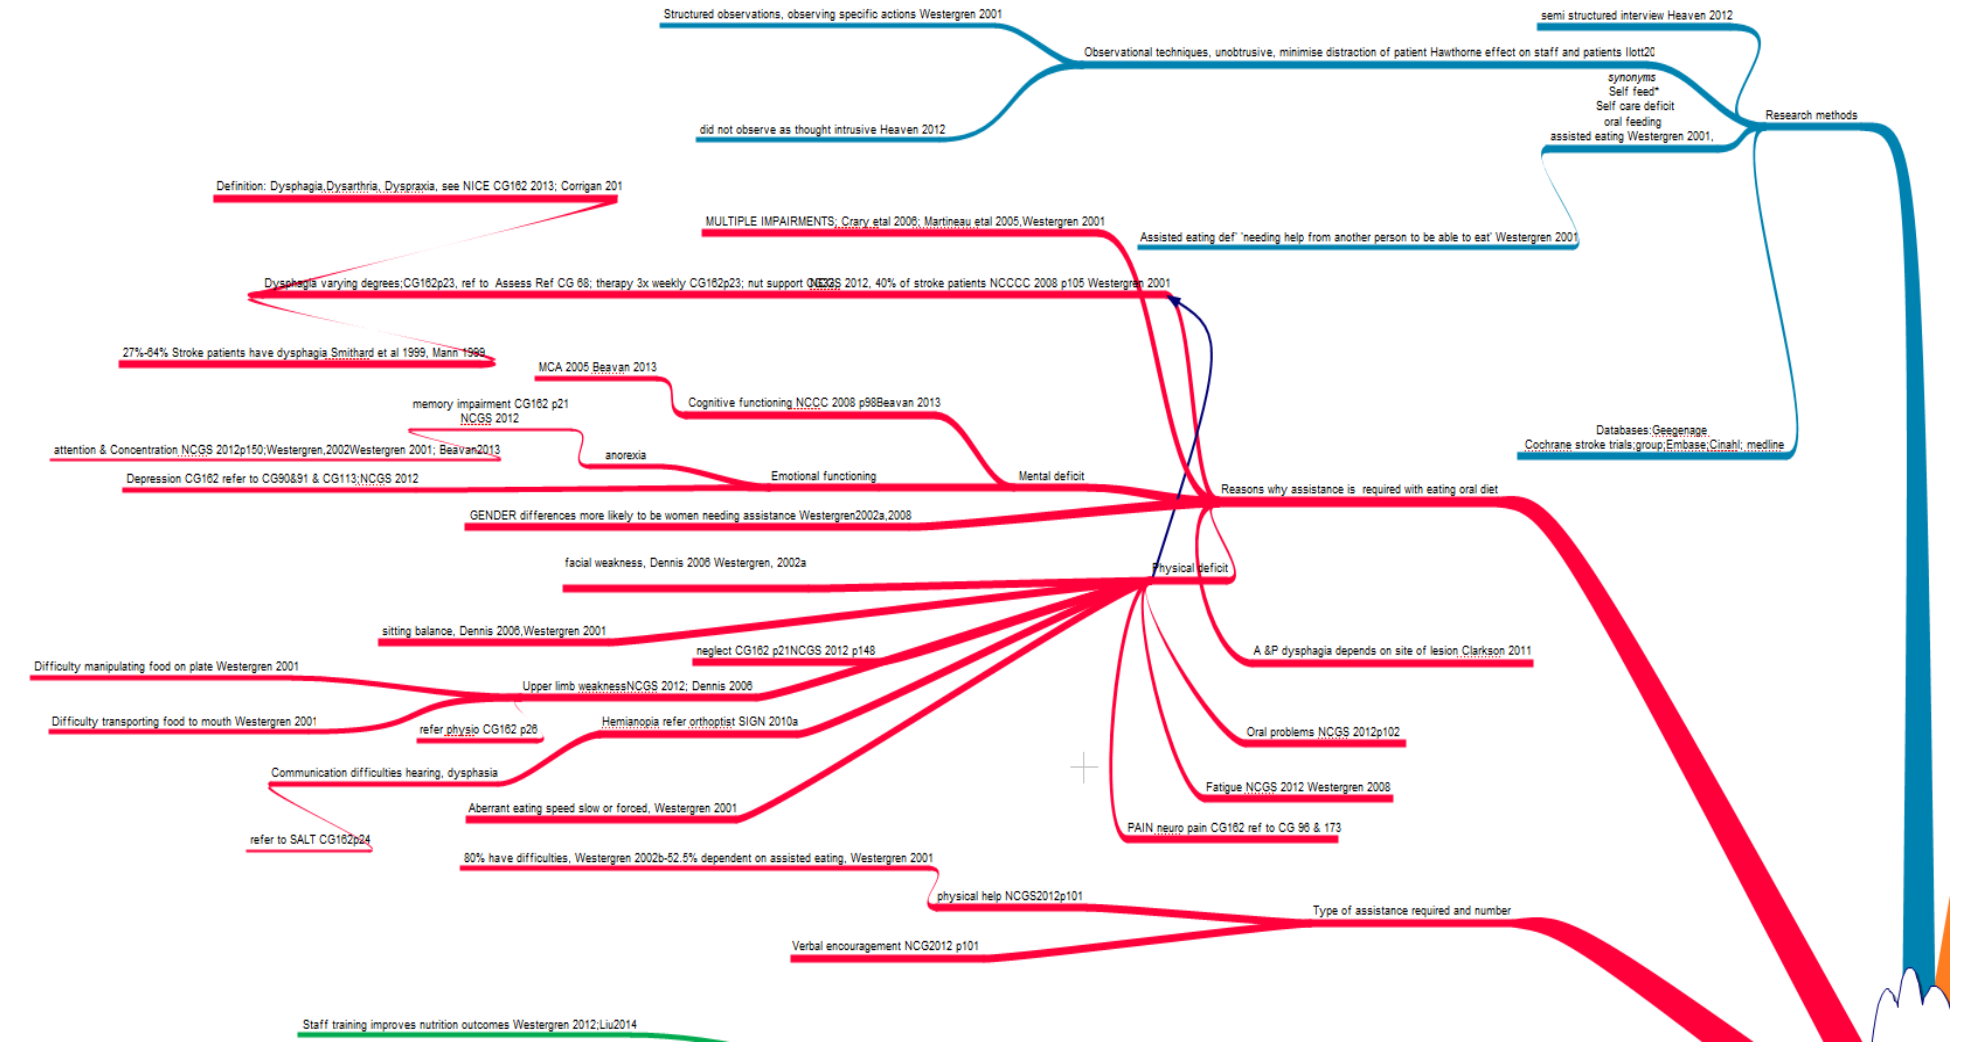 Structured observations, observing specific actions Westergren 2001
semi structured interview Heaven 2012
Observational techniques, unobtrusive, minimise distraction of patient Hawthorne effect on staff and patients Ilott20
synonyms
Self feed*
Self care deficit
oral feeding
assisted eating Westergren 2001,
Research methods
did not observe as thought intrusive Heaven 2012
Definition: Dysphagia,Dysarthria, Dyspraxia, see NICE CG162 2013; Corrigan 201
MULTIPLE IMPAIRMENTS; Crary etal 2006; Martineau etal 2005,Westergren 2001
Assisted eating def' 'needing help from another person to be able to eat' Westergren 2001
Dysphagia varying degrees;CG162p23, ref to Assess Ref CG 68; therapy 3x weekly CG162p23; nut support
NCGS 2012, 40% of stroke patients NCCCC 2008 p105 Westergren 2001
27%-64% Stroke patients have dysphagia Smithard et al 1999, Mann 1999
MCA 2005 Beavan 2013
Cognitive functioning NCCC 2008 p98Beavan 2013
memory impairment CG162 p21
NCGS 2012
attention & Concentration NCGS 2012p150;Westergren,2002Westergren 2001; Beavan2013
anorexia
Depression CG162 refer to CG90&91 & CG113;NCGS 2012
Emotional functioning
Mental deficit
Reasons why assistance is required with eating oral diet
Databases:Geegenage
Cochrane stroke trials;group;Embase;Cinahl; medline
GENDER differences more likely to be women needing assistance Westergren2002a,2008
facial weakness, Dennis 2006 Westergren, 2002a
Physical deficit
sitting balance, Dennis 2006,Westergren 2001
neglect CG162 p21NCGS 2012 p148
A &P dysphagia depends on site of lesion Clarkson 2011
Difficulty manipulating food on plate Westergren 2001
Upper limb weaknessNCGS 2012; Dennis 2006
Difficulty transporting food to mouth Westergren 2001
refer physio CG162 p26
Hemianopia refer orthoptist SIGN 2010a
Oral problems NCGS 2012p102
Communication difficulties hearing, dysphasia
Fatigue NCGS 2012 Westergren 2008
Aberrant eating speed slow or forced, Westergren 2001
PAIN neuro pain CG162 ref to CG 96 & 173
refer to SALT CG162p24
80% have difficulties, Westergren 2002b-52.5% dependent on assisted eating, Westergren 2001
physical help NCGS2012p101
Type of assistance required and number
Verbal encouragement NCG2012 p101
Staff training improves nutrition outcomes Westergren 2012;Liu2014